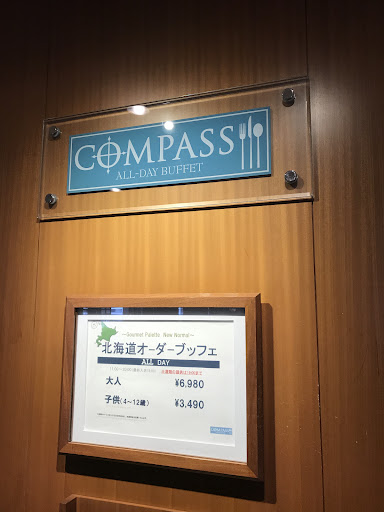 COMPASS
ALL-DAY BUFFET
~Gourmet Palette New Normal~
北海道オーダーブッフェ
ALL DAY
大人 ¥6,980
子供(4~12歳) ¥3,490